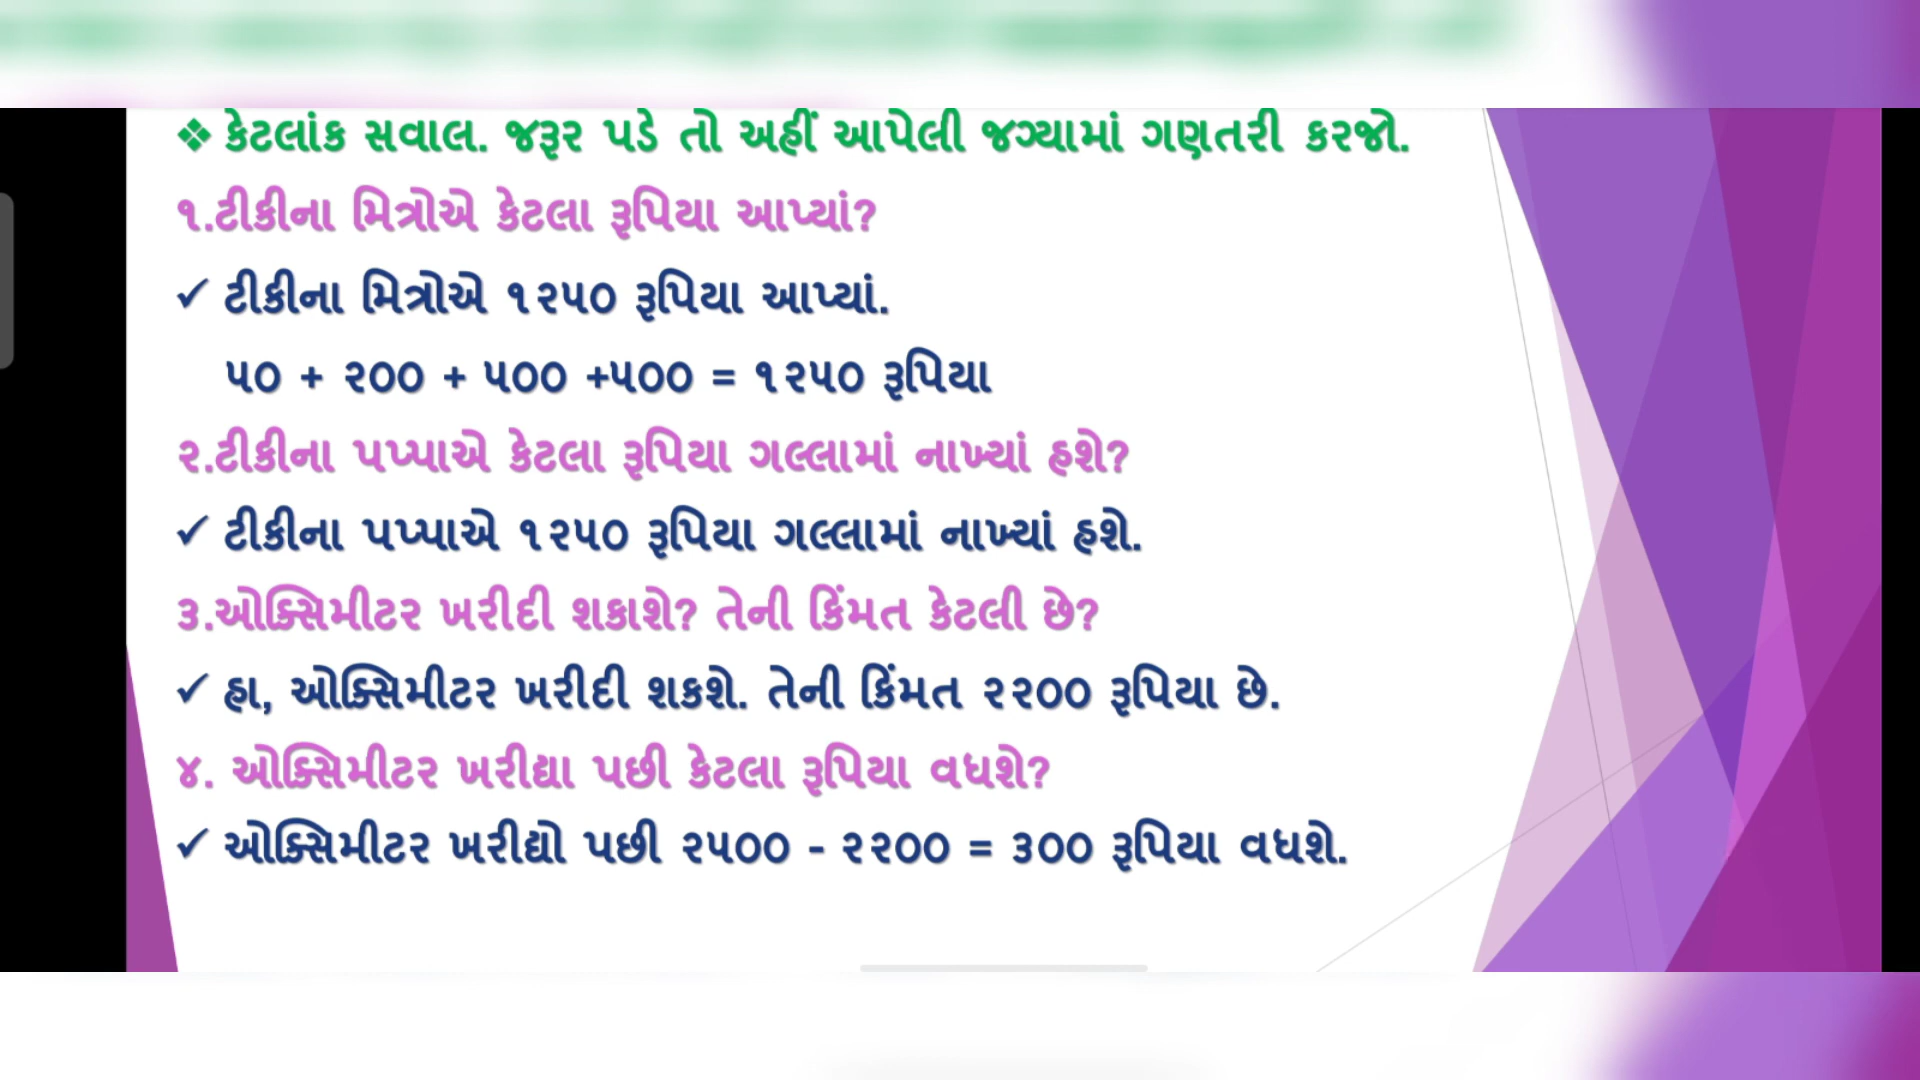 ❖ કેટલાંક સવાલ. જરૂર પડે તો અહીં આપેલી જગ્યામાં ગણતરી કરજો.
૧.ટીકીના મિત્રોએ કેટલા રૂપિયા આપ્યાં?
✓ ટીકીના મિત્રોએ ૧૨૫૦ રૂપિયા આપ્યાં.
૫૦ + ૨૦૦ + ૫૦૦ +૫૦૦ = ૧૨૫૦ રૂપિયા
૨.ટીકીના પપ્પાએ કેટલા રૂપિયા ગલ્લામાં નાખ્યાં હશે?
✓ ટીકીના પપ્પાએ ૧૨૫૦ રૂપિયા ગલ્લામાં નાખ્યાં હશે.
૩.ઓક્સિમીટર ખરીદી શકાશે? તેની કિંમત કેટલી છે?
✓ હા, ઓક્સિમીટર ખરીદી શકશે. તેની કિંમત ૨૨૦૦ રૂપિયા છે.
૪. ઓક્સિમીટર ખરીદ્યા પછી કેટલા રૂપિયા વધશે?
✓ ઓક્સિમીટર ખરીદ્યો પછી ૨૫૦૦ - ૨૨૦૦ = ૩૦૦ રૂપિયા વધશે.